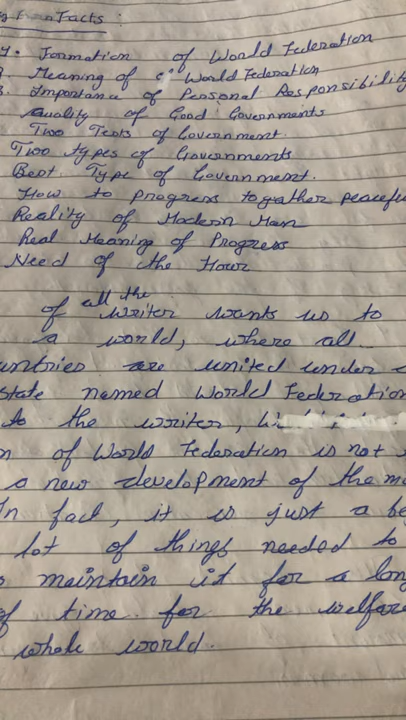 Facts :
1. Formation of World Federation
Meaning of World Federation
3 Importance of Personal Responsibility
Quality of Good Governments
Two Tests of Government
Two types of Governments
Best Type of Government.
How to progress togather peacefu
Reality of Modern Man
Real Meaning of Progress
Need of the Hour
all the
of writer wants us to
a world, where all
untries are united under
state named World Federation
to the writer,
n of World Federation is not
a new development of the m
In fact, it is just a be
lot of things needed to
maintain it for a long
of time for the welfare
whole world.